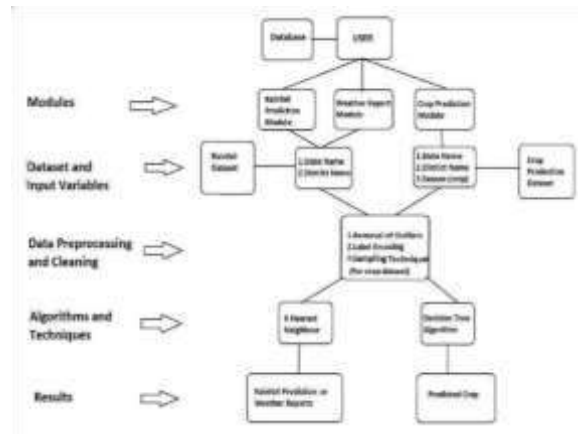 Database
USER
Modules
Rainfall
Prediction
Module
Weather Report
Module
Crop Prediction
Module
Dataset and
Input Variables
Rainfall
Dataset
1.State Name
2.District Name
1.State Name
2.District Name
3.Season (crop)
Crop
Production
Dataset
Data Preprocessing
and Cleaning
1.Removal of Outliers
2.Label Encoding
3.Sampling Techniques
(for crop dataset)
Algorithms and
Techniques
K-Nearest
Neighbour
Decision Tree
Algorithm
Results
Rainfall Prediction or
Weather Reports
Predicted Crop